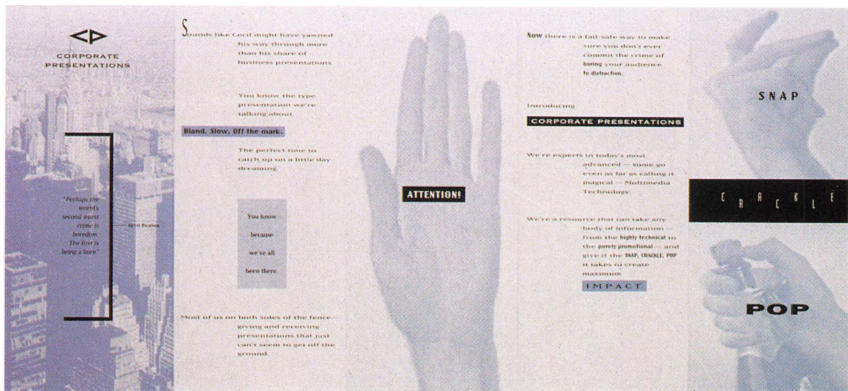 CP
CORPORATE
PRESENTATIONS
"Perhaps the
world's
second worst
crime is
boredom.
The first is
being a bore."
Cecil Beaton
Sounds like Cecil might have yawned
his way through more
than his share of
business presentations.
You know the type
presentation we're
talking about.
Bland. Slow. Off the mark.
The perfect time to
catch up on a little day
dreaming.
You know
because
we've all
been there.
Most of us on both sides of the fence—
giving and receiving
presentations that just
can't seem to get off the
ground.
ATTENTION!
Now there is a fail-safe way to make
sure you don't ever
commit the crime of
boring your audience
to distraction.
Introducing
CORPORATE PRESENTATIONS
We're experts in today's most
advanced — some go
even as far as calling it
magical — Multimedia
Technology.
We're a resource that can take any
body of information —
from the highly technical to
the purely promotional — and
give it the SNAP, CRACKLE, POP
it takes to create
maximum
IMPACT
SNAP
CRACKLE
POP